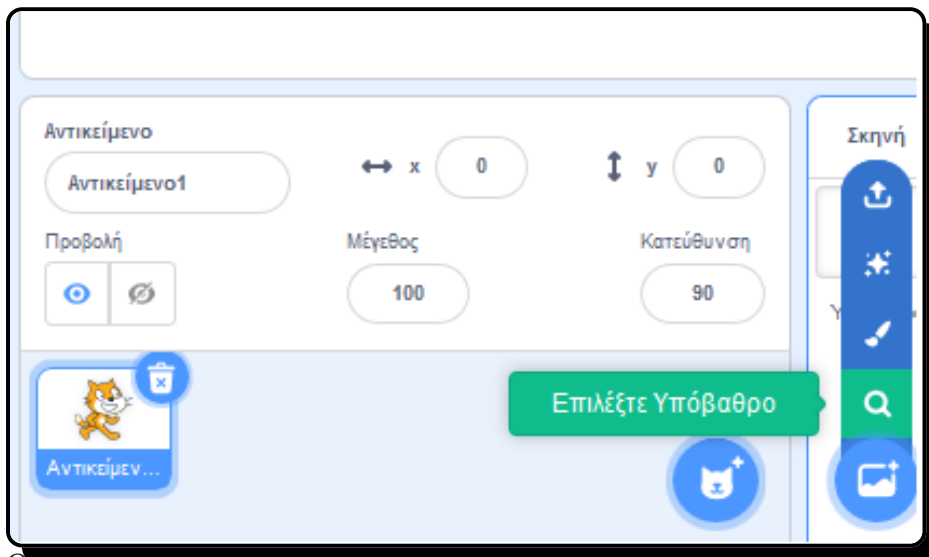 Αντικείμενο
Σκηνή
Αντικείμενο1
x 0
y 0
Προβολή
Μέγεθος
Κατεύθυνση
100
90
Επιλέξτε Υπόβαθρο
Αντικείμεν...